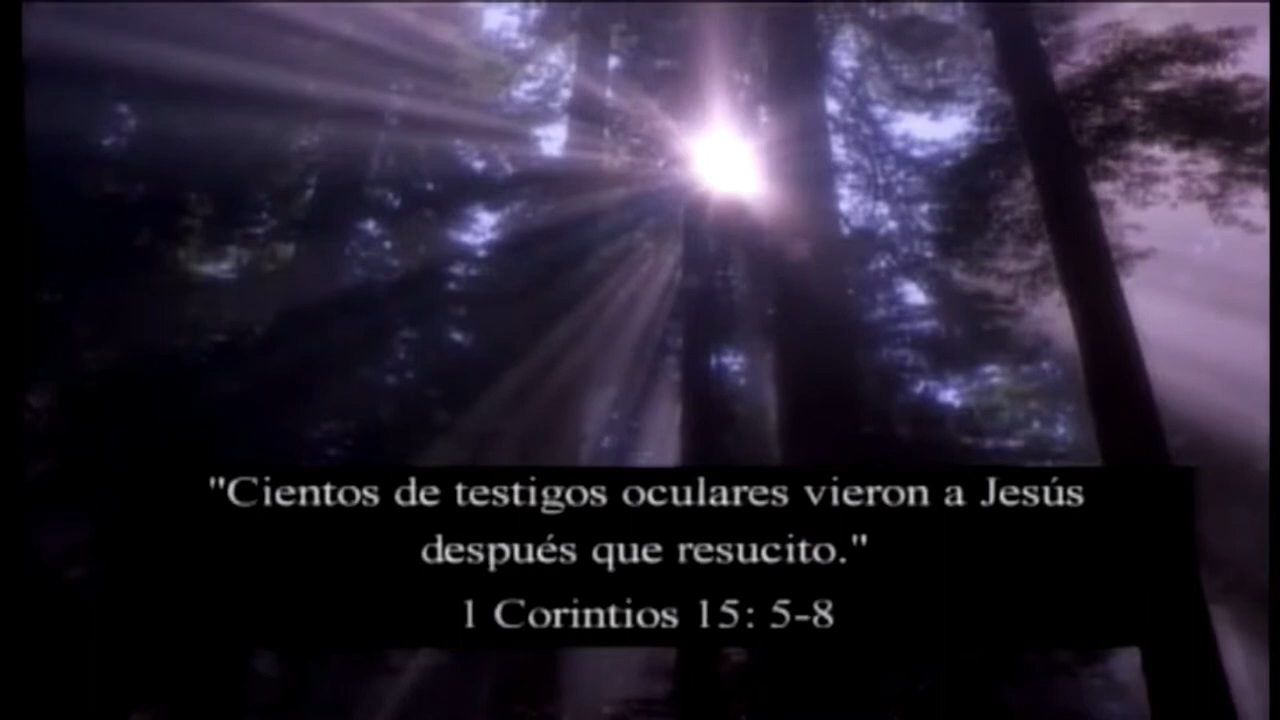 "Cientos de testigos oculares vieron a Jesús
después que resucito."
1 Corintios 15: 5-8